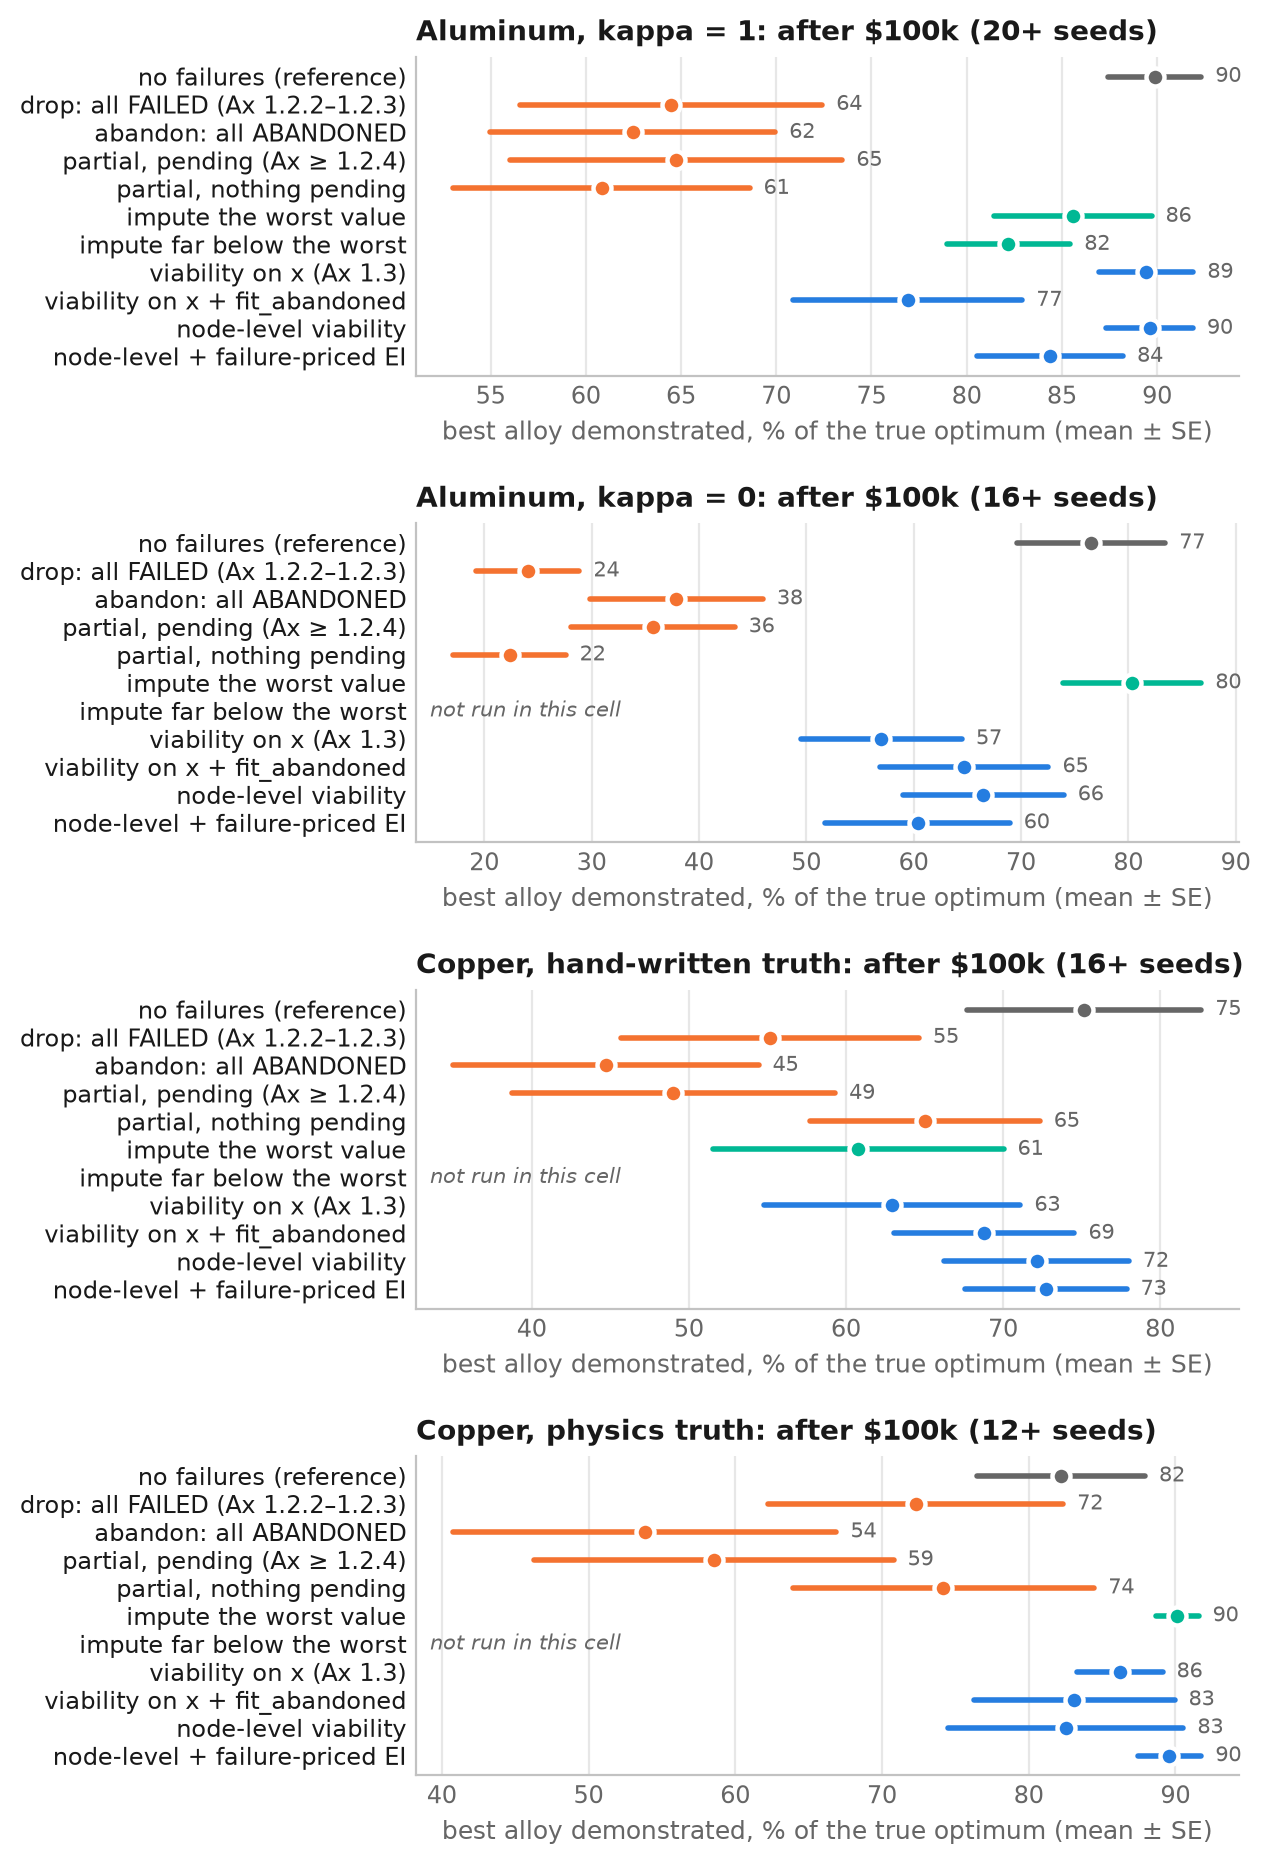 Aluminum, kappa = 1: after $100k (20+ seeds)
no failures (reference) 90
drop: all FAILED (Ax 1.2.2–1.2.3) 64
abandon: all ABANDONED 62
partial, pending (Ax ≥ 1.2.4) 65
partial, nothing pending 61
impute the worst value 86
impute far below the worst 82
viability on x (Ax 1.3) 89
viability on x + fit_abandoned 77
node-level viability 90
node-level + failure-priced EI 84
55 60 65 70 75 80 85 90
best alloy demonstrated, % of the true optimum (mean ± SE)
Aluminum, kappa = 0: after $100k (16+ seeds)
no failures (reference) 77
drop: all FAILED (Ax 1.2.2–1.2.3) 24
abandon: all ABANDONED 38
partial, pending (Ax ≥ 1.2.4) 36
partial, nothing pending 22
impute the worst value 80
impute far below the worst not run in this cell
viability on x (Ax 1.3) 57
viability on x + fit_abandoned 65
node-level viability 66
node-level + failure-priced EI 60
20 30 40 50 60 70 80 90
best alloy demonstrated, % of the true optimum (mean ± SE)
Copper, hand-written truth: after $100k (16+ seeds)
no failures (reference) 75
drop: all FAILED (Ax 1.2.2–1.2.3) 55
abandon: all ABANDONED 45
partial, pending (Ax ≥ 1.2.4) 49
partial, nothing pending 65
impute the worst value 61
impute far below the worst not run in this cell
viability on x (Ax 1.3) 63
viability on x + fit_abandoned 69
node-level viability 72
node-level + failure-priced EI 73
40 50 60 70 80
best alloy demonstrated, % of the true optimum (mean ± SE)
Copper, physics truth: after $100k (12+ seeds)
no failures (reference) 82
drop: all FAILED (Ax 1.2.2–1.2.3) 72
abandon: all ABANDONED 54
partial, pending (Ax ≥ 1.2.4) 59
partial, nothing pending 74
impute the worst value 90
impute far below the worst not run in this cell
viability on x (Ax 1.3) 86
viability on x + fit_abandoned 83
node-level viability 83
node-level + failure-priced EI 90
40 50 60 70 80 90
best alloy demonstrated, % of the true optimum (mean ± SE)